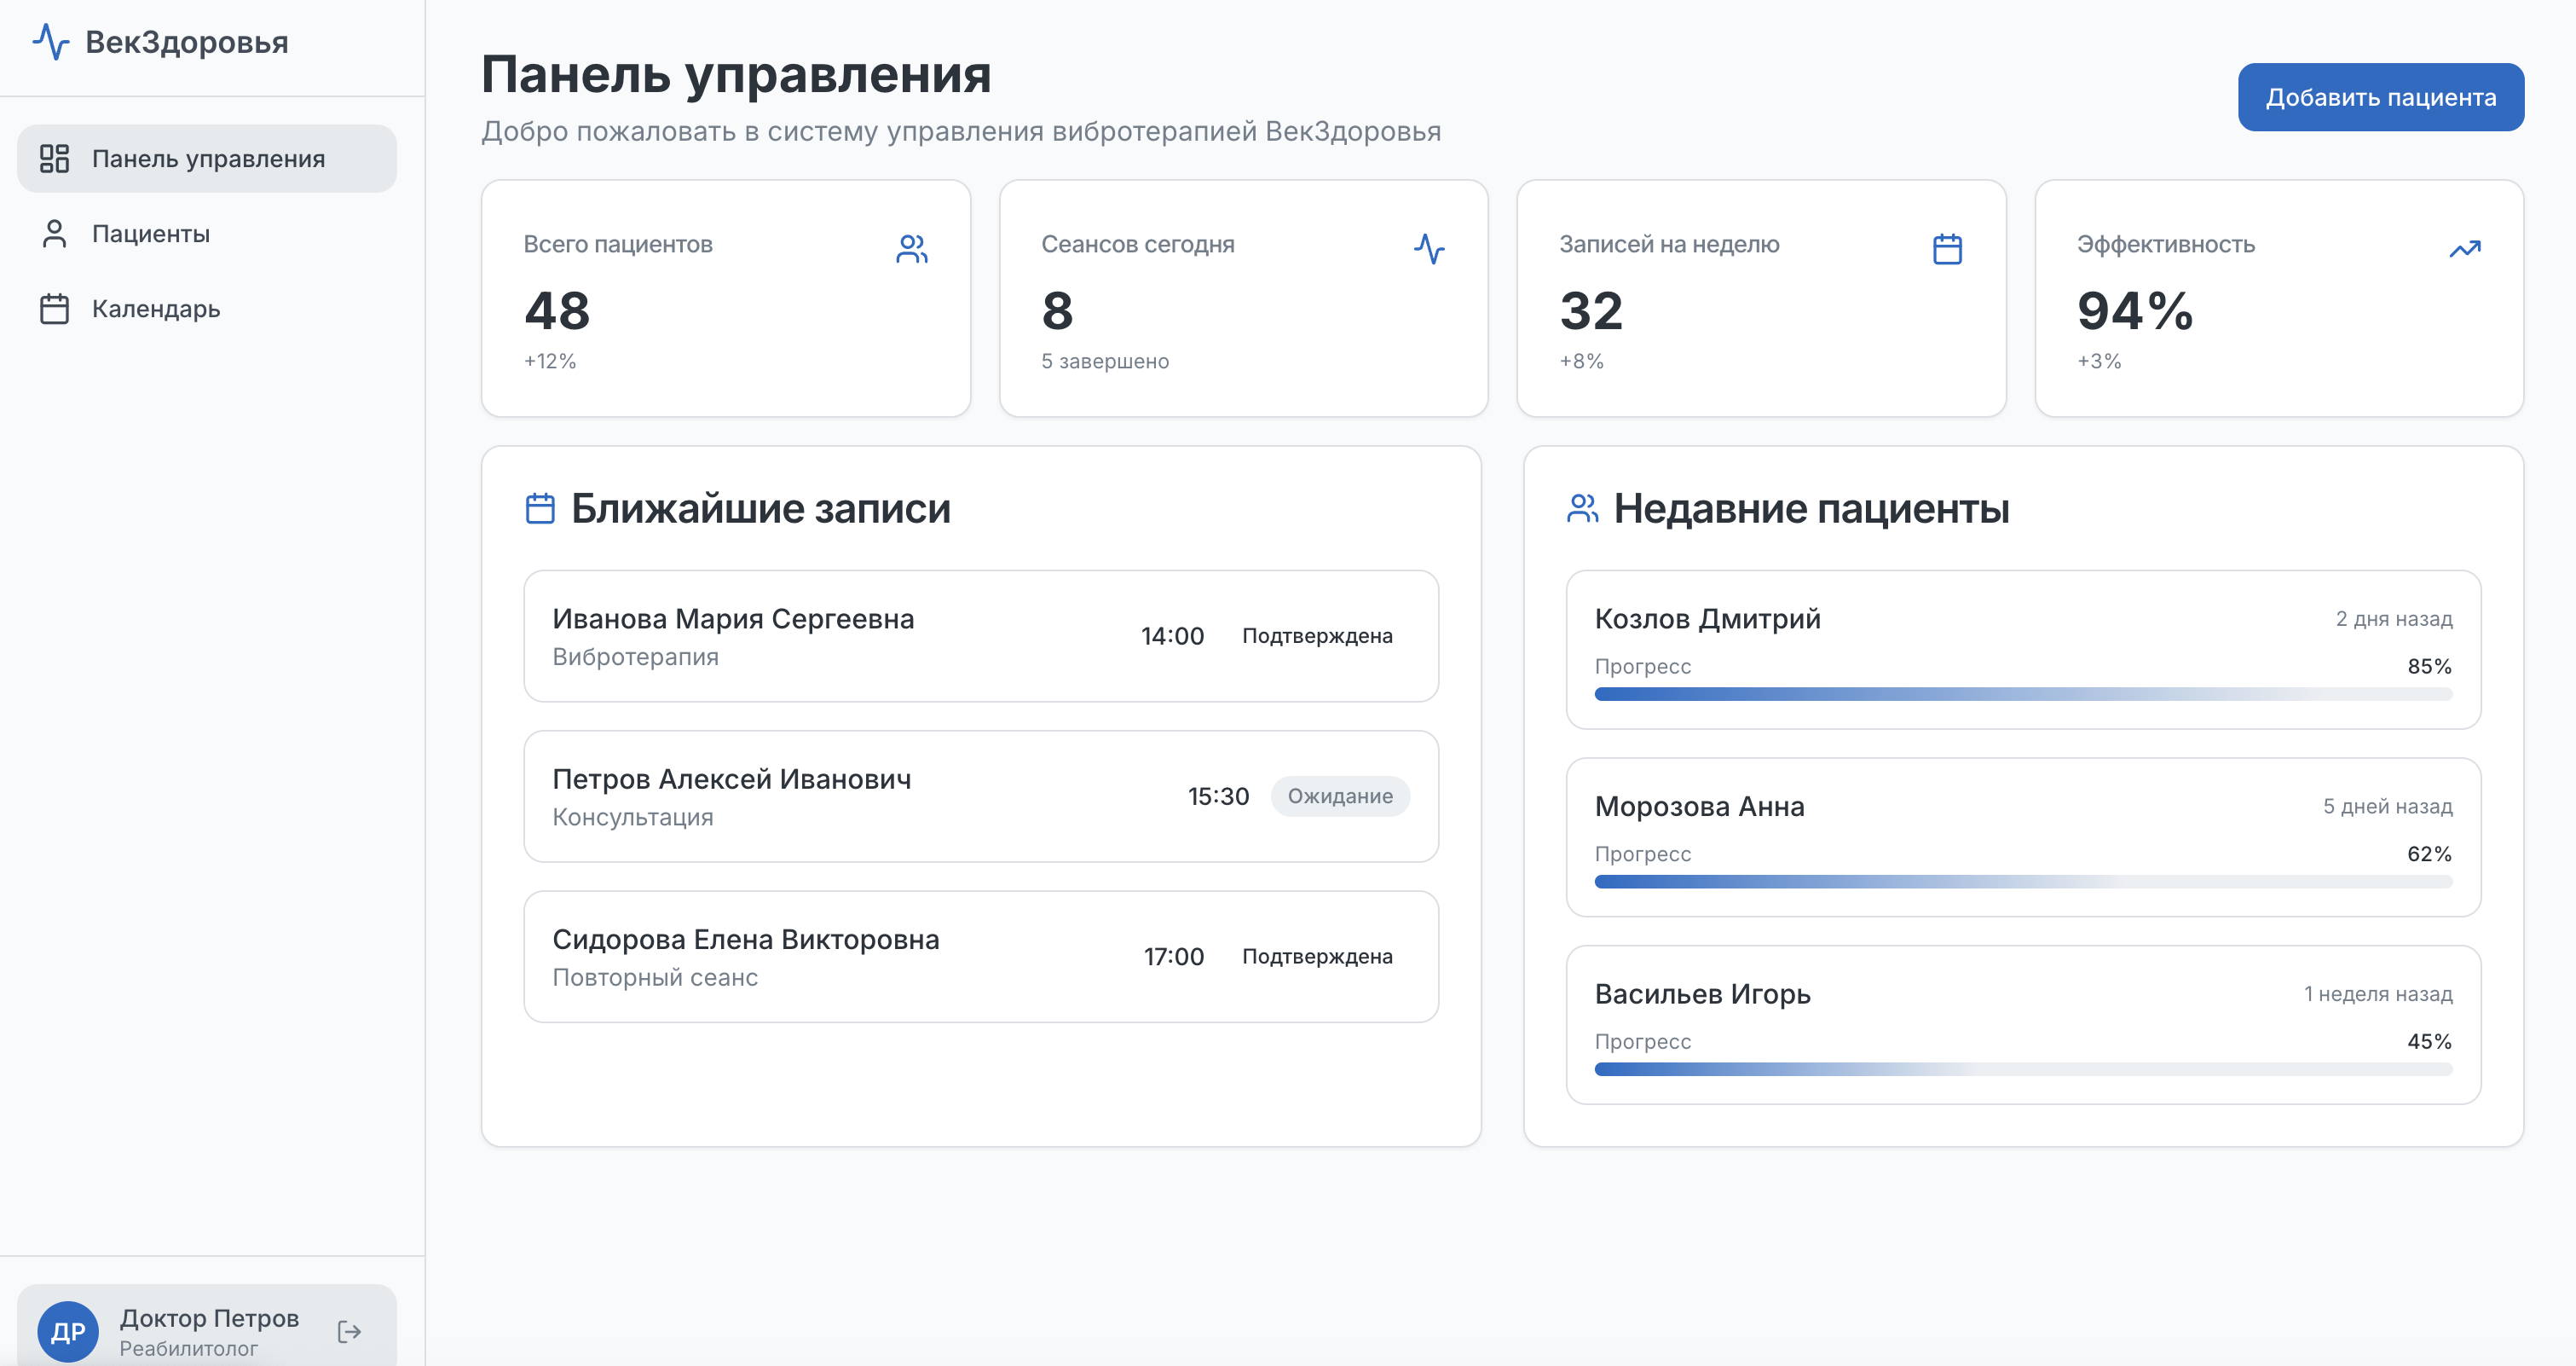 ВекЗдоровья
Панель управления
Пациенты
Календарь
ДР
Доктор Петров
Реабилитолог
Панель управления
Добро пожаловать в систему управления вибротерапией ВекЗдоровья
Добавить пациента
Всего пациентов
48
+12%
Сеансов сегодня
8
5 завершено
Записей на неделю
32
+8%
Эффективность
94%
+3%
Ближайшие записи
Иванова Мария Сергеевна
Вибротерапия
14:00 Подтверждена
Петров Алексей Иванович
Консультация
15:30 Ожидание
Сидорова Елена Викторовна
Повторный сеанс
17:00 Подтверждена
Недавние пациенты
Козлов Дмитрий 2 дня назад
Прогресс 85%
Морозова Анна 5 дней назад
Прогресс 62%
Васильев Игорь 1 неделя назад
Прогресс 45%